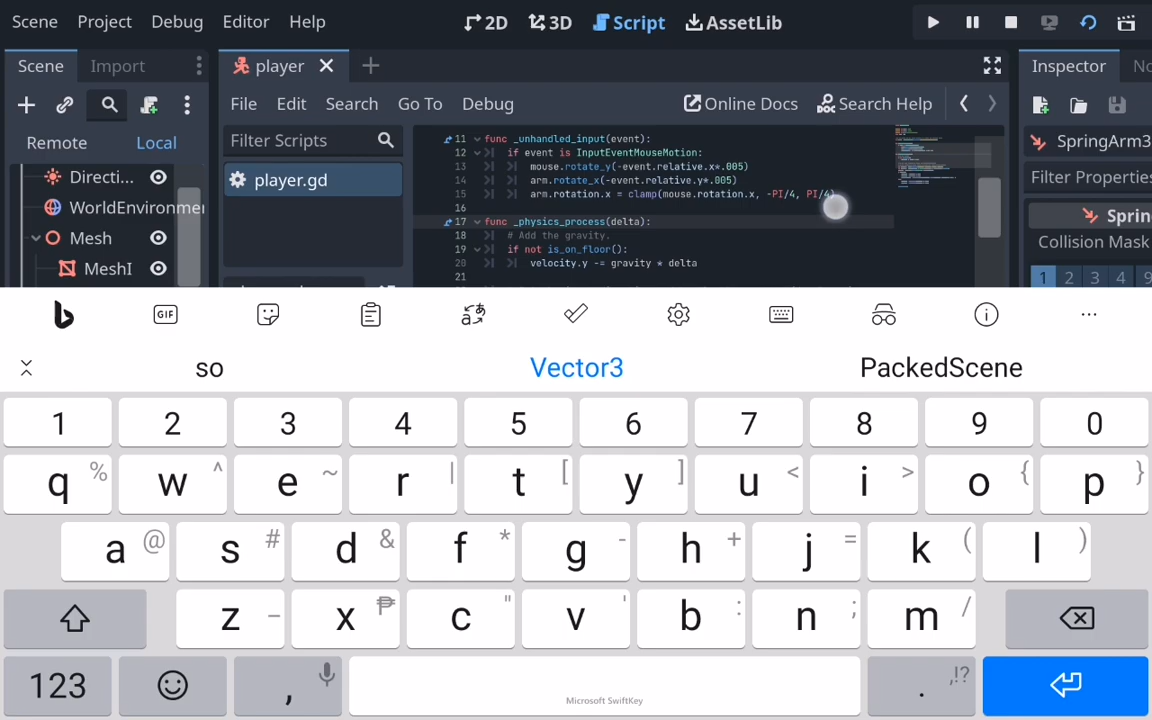 Scene Project Debug Editor Help 2D 3D Script AssetLib
Scene Import player Inspector No
File Edit Search Go To Debug Online Docs Search Help
Remote Local Filter Scripts SpringArm3
Directi... player.gd Filter Properties
WorldEnvironmen
Mesh Spring
MeshI Collision Mask
1 2 3 4 9
11 func _unhandled_input(event):
12 if event is InputEventMouseMotion:
13 mouse.rotate_y(-event.relative.x*.005)
14 arm.rotate_x(-event.relative.y*.005)
15 arm.rotation.x = clamp(mouse.rotation.x, -PI/4, PI/4)
16
17 func _physics_process(delta):
18 # Add the gravity.
19 if not is_on_floor():
20 velocity.y -= gravity * delta
21
GIF
so Vector3 PackedScene
1 2 3 4 5 6 7 8 9 0
q % w ^ e ~ r | t [ y ] u < i > o { p }
a @ s # d & f * g - h + j = k ( l )
z _ x ₱ c " v ' b : n ; m /
123 , Microsoft SwiftKey . ,!?